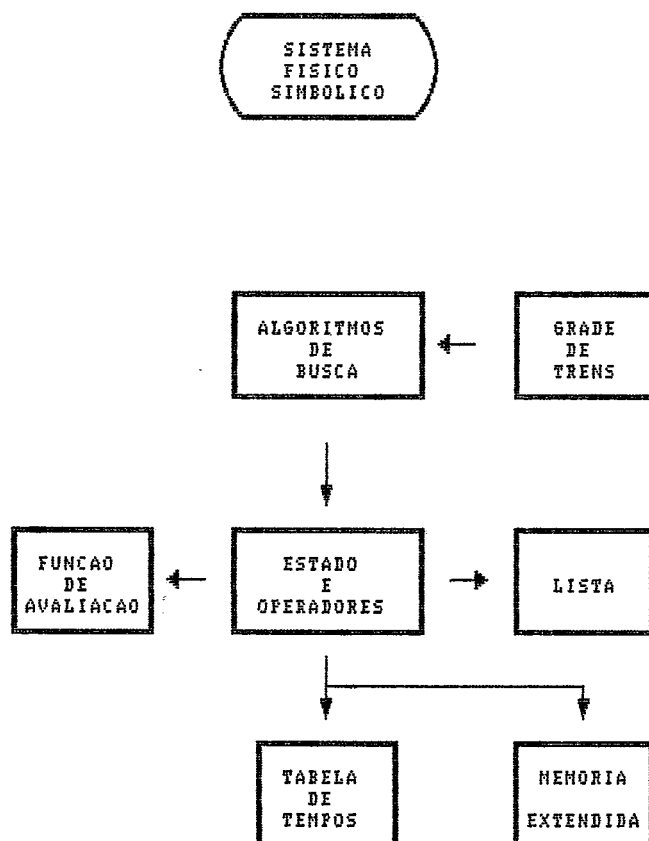 SISTEMA
FISICO
SIMBOLICO
ALGORITMOS
DE
BUSCA
GRADE
DE
TRENS
FUNCAO
DE
AVALIACAO
ESTADO
E
OPERADORES
LISTA
TABELA
DE
TEMPOS
MEMORIA
EXTENDIDA